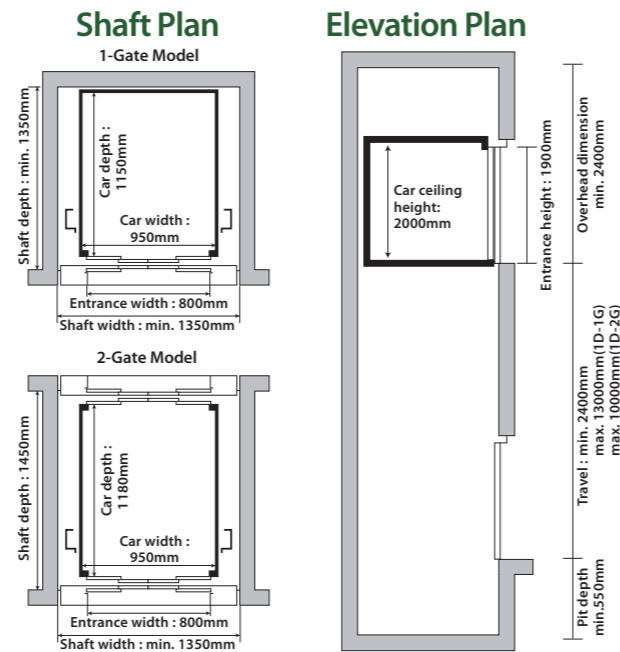 Shaft Plan
1-Gate Model
Shaft depth : min. 1350mm
Car depth :
1150mm
Car width :
950mm
Entrance width : 800mm
Shaft width : min. 1350mm
2-Gate Model
Shaft depth : 1450mm
Car depth :
1180mm
Car width :
950mm
Entrance width : 800mm
Shaft width : min. 1350mm
Elevation Plan
Car ceiling
height:
2000mm
Entrance height : 1900mm
Overhead dimension
min. 2400mm
Travel : min. 2400mm
max. 13000mm(1D-1G)
max. 10000mm(1D-2G)
Pit depth
min.550mm